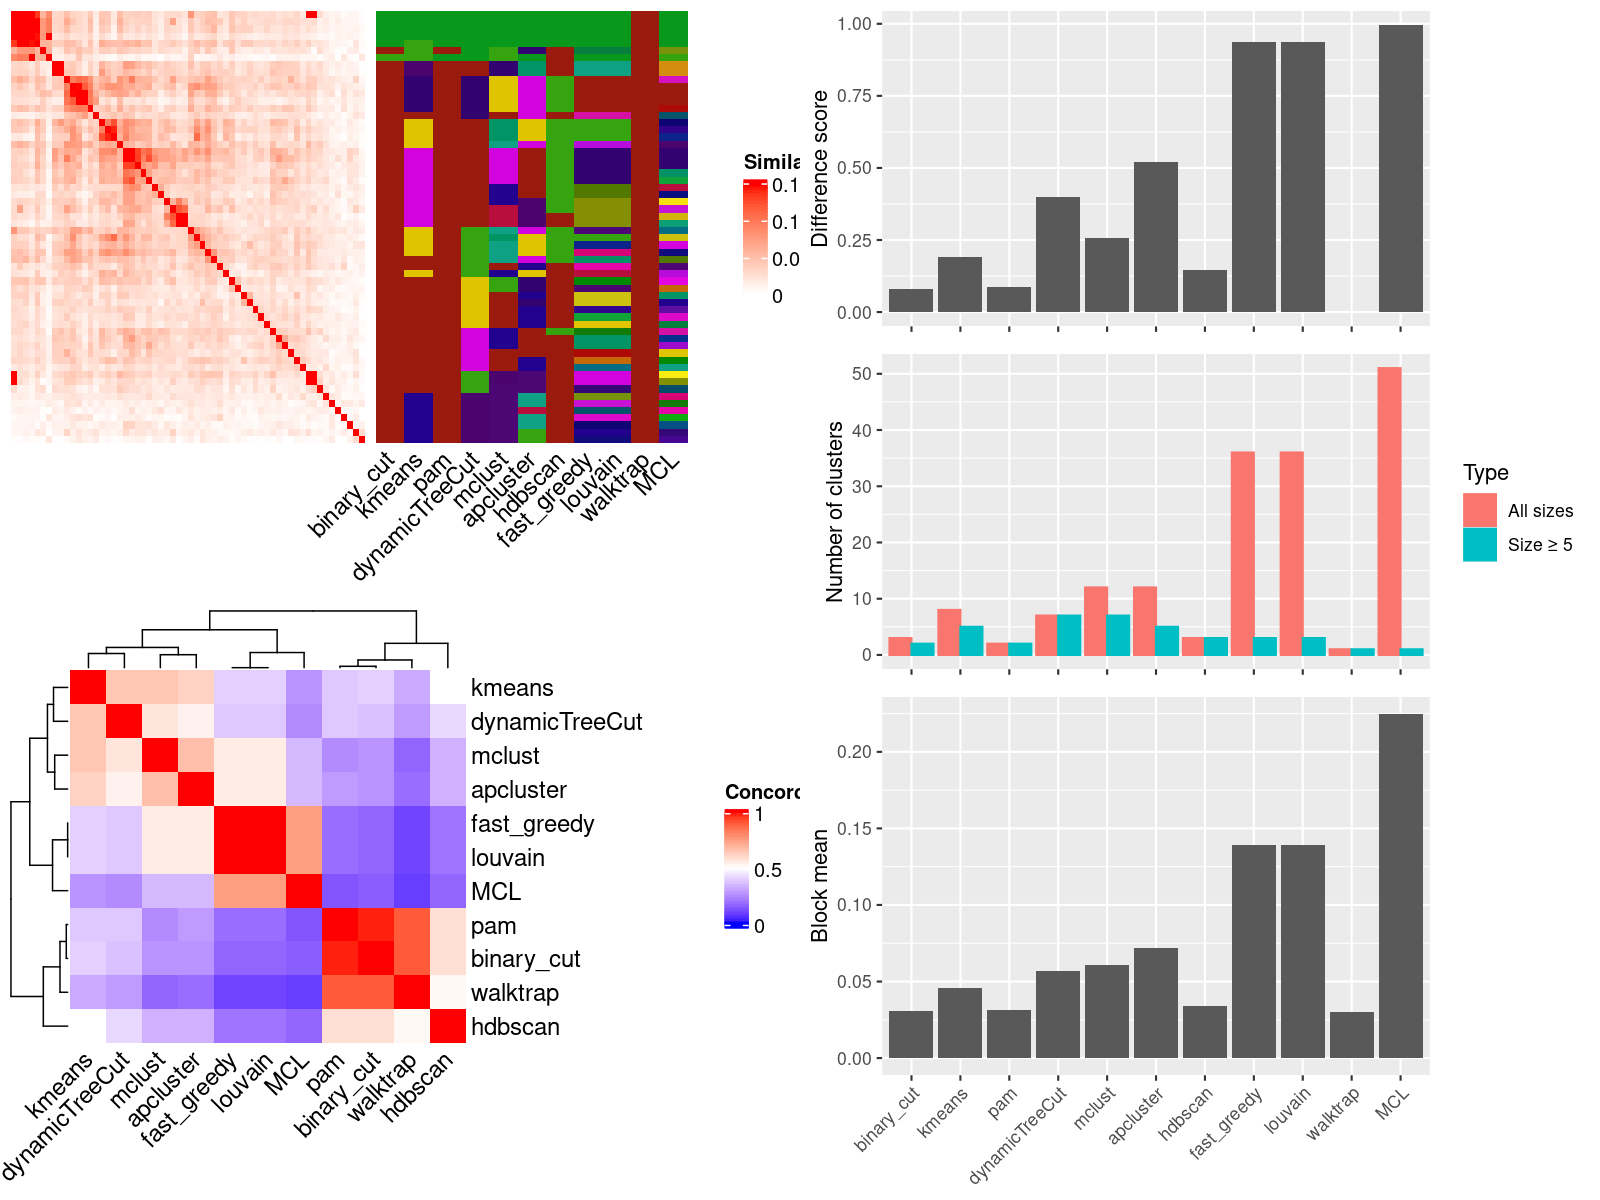 Simila
0.1
0.1
0.0
0
binary_cut
kmeans
pam
dynamicTreeCut
mclust
apcluster
hdbscan
fast_greedy
louvain
walktrap
MCL
kmeans
dynamicTreeCut
mclust
apcluster
fast_greedy
louvain
MCL
pam
binary_cut
walktrap
hdbscan
kmeans
dynamicTreeCut
mclust
apcluster
fast_greedy
louvain
MCL
pam
binary_cut
walktrap
hdbscan
Concord
1
0.5
0
Difference score
1.00
0.75
0.50
0.25
0.00
Number of clusters
50
40
30
20
10
0
Type
All sizes
Size ≥ 5
Block mean
0.20
0.15
0.10
0.05
0.00
binary_cut
kmeans
pam
dynamicTreeCut
mclust
apcluster
hdbscan
fast_greedy
louvain
walktrap
MCL